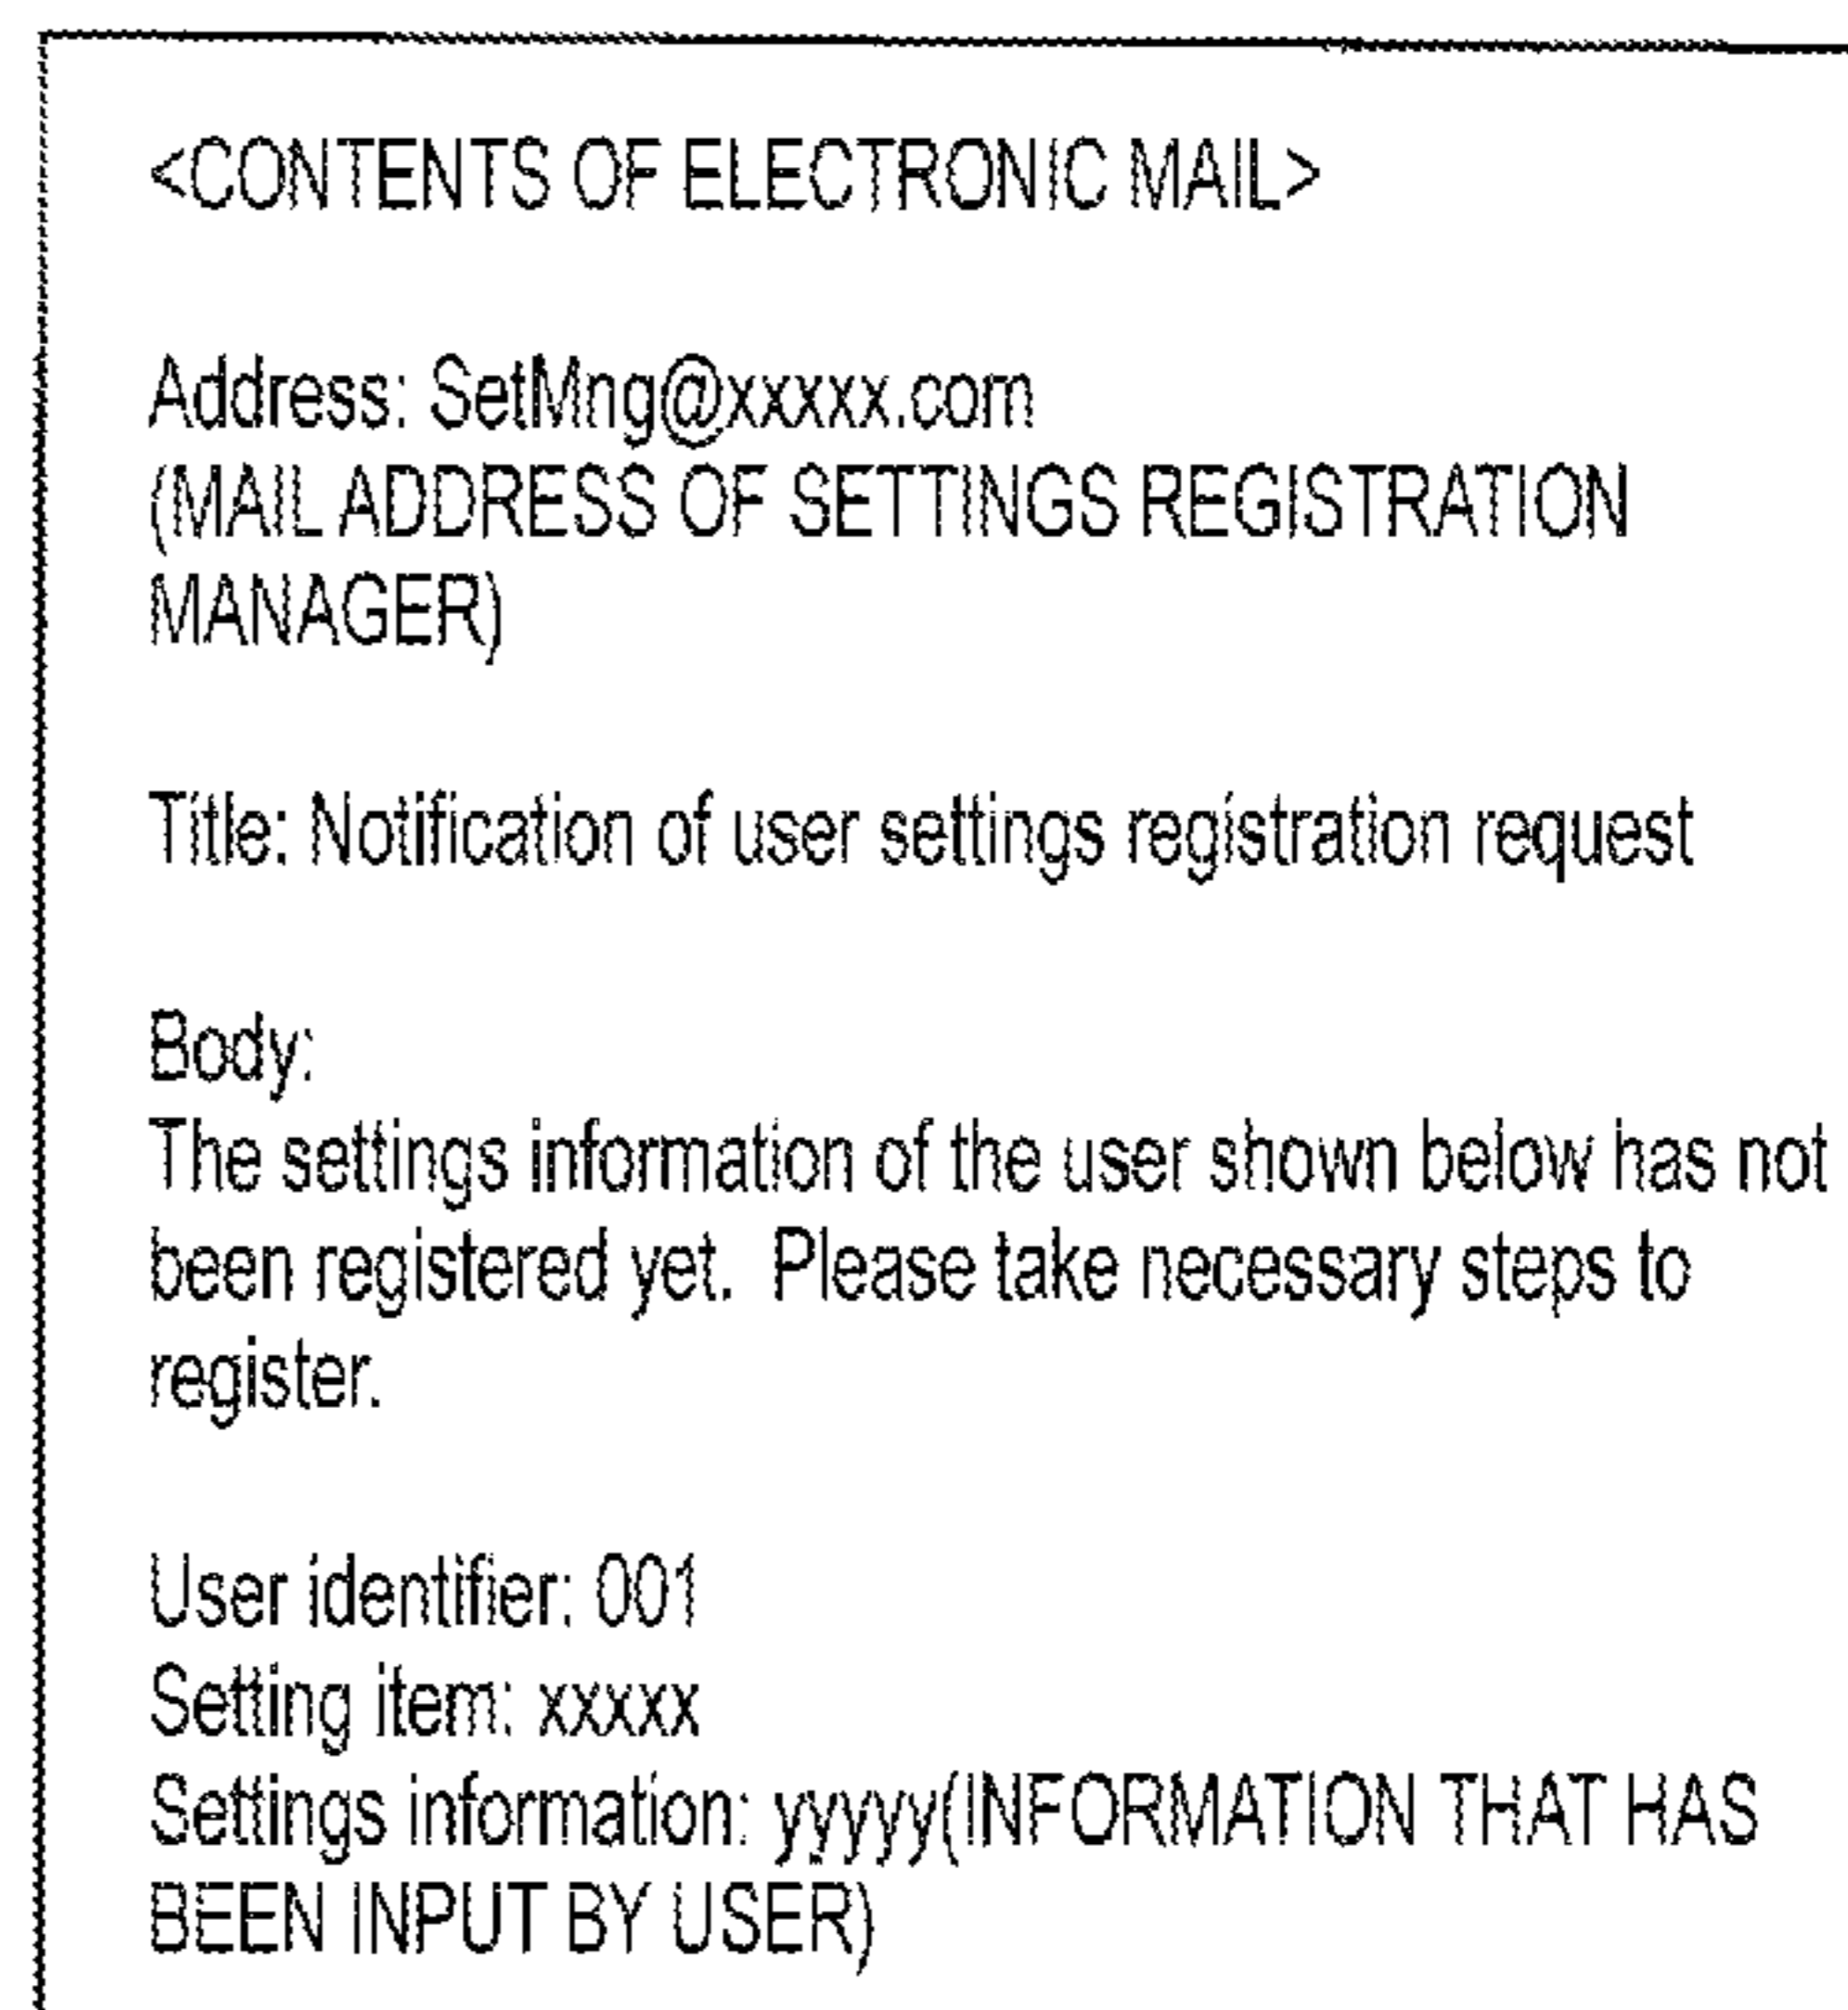 <CONTENTS OF ELECTRONIC MAIL>
Address: SetMng@xxxxx.com
(MAIL ADDRESS OF SETTINGS REGISTRATION
MANAGER)
Title: Notification of user settings registration request
Body:
The settings information of the user shown below has not
been registered yet.  Please take necessary steps to
register.
User identifier: 001
Setting item: xxxxx
Settings information: yyyyy(INFORMATION THAT HAS
BEEN INPUT BY USER)